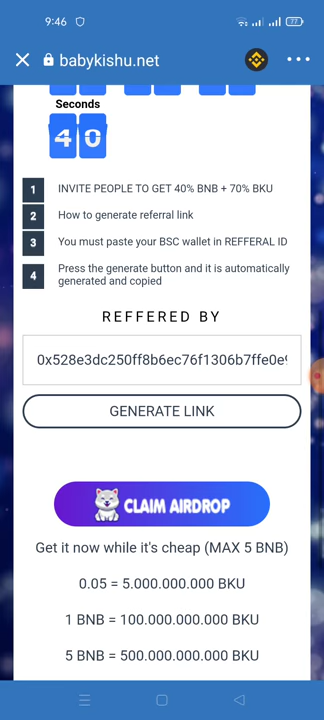 9:46
77
babykishu.net
Seconds
40
1 INVITE PEOPLE TO GET 40% BNB + 70% BKU
2 How to generate referral link
3 You must paste your BSC wallet in REFFERAL ID
4 Press the generate button and it is automatically
generated and copied
REFFERED BY
0x528e3dc250ff8b6ec76f1306b7ffe0e
GENERATE LINK
CLAIM AIRDROP
Get it now while it's cheap (MAX 5 BNB)
0.05 = 5.000.000.000 BKU
1 BNB = 100.000.000.000 BKU
5 BNB = 500.000.000.000 BKU